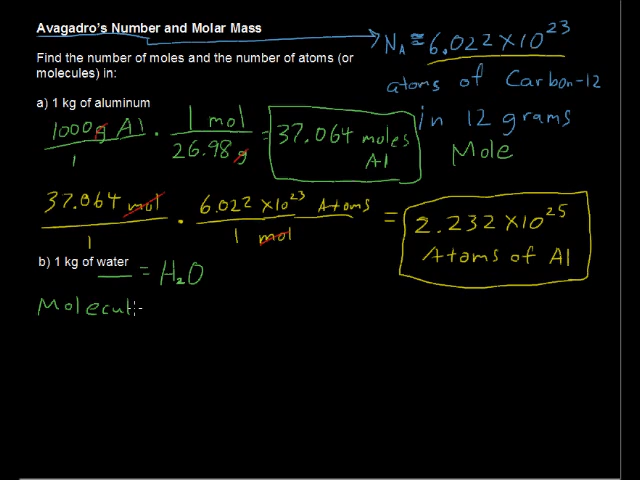 Avagadro's Number and Molar Mass
N_A ≅ 6.022 × 10^23
atoms of Carbon-12
in 12 grams
Mole
Find the number of moles and the number of atoms (or
molecules) in:
a) 1 kg of aluminum
1000g Al / 1 · 1 mol / 26.98 g = 37.064 moles Al
37.064 mol / 1 · 6.022 × 10^23 Atoms / 1 mol = 2.232 × 10^25 Atoms of Al
b) 1 kg of water = H₂O
Molecul